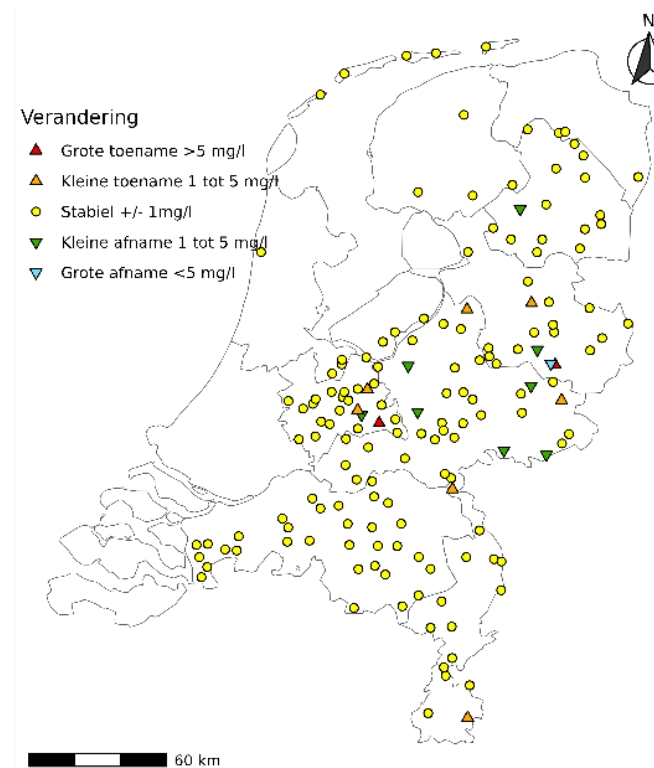 N
Verandering
Grote toename >5 mg/l
Kleine toename 1 tot 5 mg/l
Stabiel +/- 1mg/l
Kleine afname 1 tot 5 mg/l
Grote afname <5 mg/l
60 km